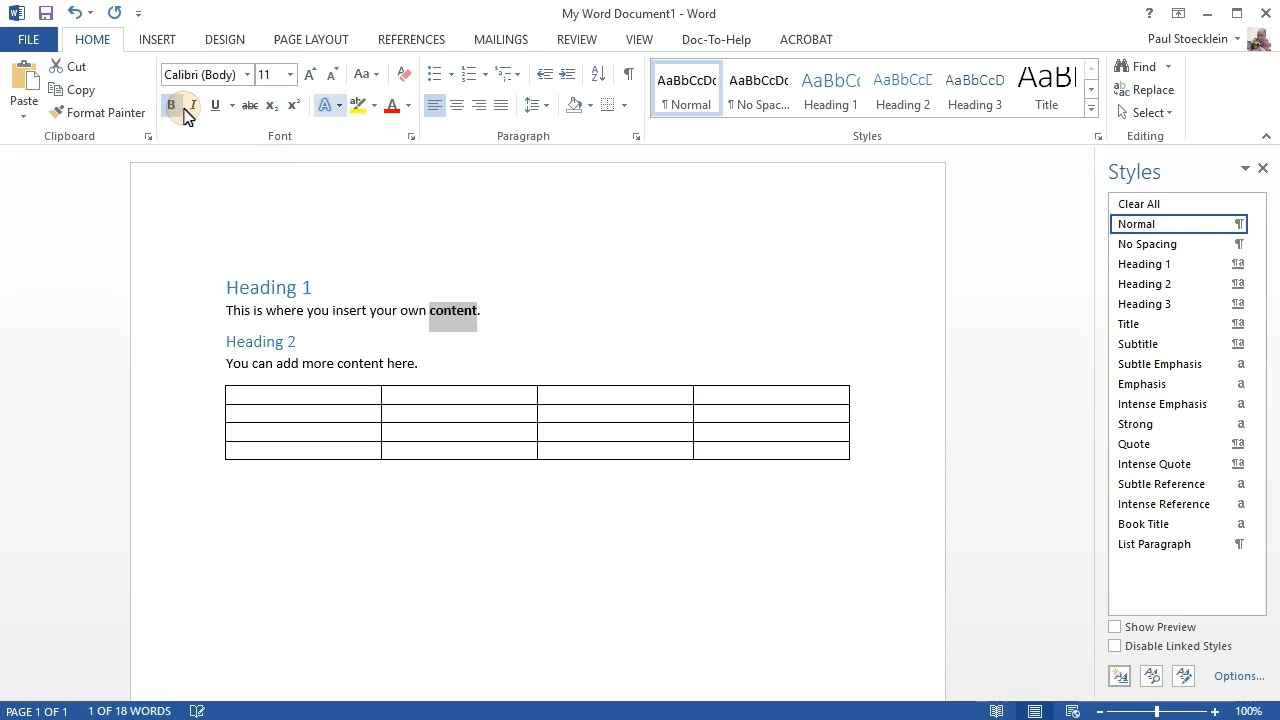 My Word Document1 - Word
?
FILE HOME INSERT DESIGN PAGE LAYOUT REFERENCES MAILINGS REVIEW VIEW Doc-To-Help ACROBAT Paul Stoecklein
Paste
Cut
Copy
Format Painter
Clipboard
Calibri (Body) 11
B I U abc x₂ x²
Font
Paragraph
AaBbCcDc AaBbCcDc AaBbCc AaBbCcD AaBbCcD AaB
¶ Normal ¶ No Spac... Heading 1 Heading 2 Heading 3 Title
Styles
Find
Replace
Select
Editing
Heading 1
This is where you insert your own content.
Heading 2
You can add more content here.
Styles
Clear All
Normal ¶
No Spacing ¶
Heading 1 ¶a
Heading 2 ¶a
Heading 3 ¶a
Title ¶a
Subtitle ¶a
Subtle Emphasis a
Emphasis a
Intense Emphasis a
Strong a
Quote ¶a
Intense Quote ¶a
Subtle Reference a
Intense Reference a
Book Title a
List Paragraph ¶
Show Preview
Disable Linked Styles
Options...
PAGE 1 OF 1 1 OF 18 WORDS 100%